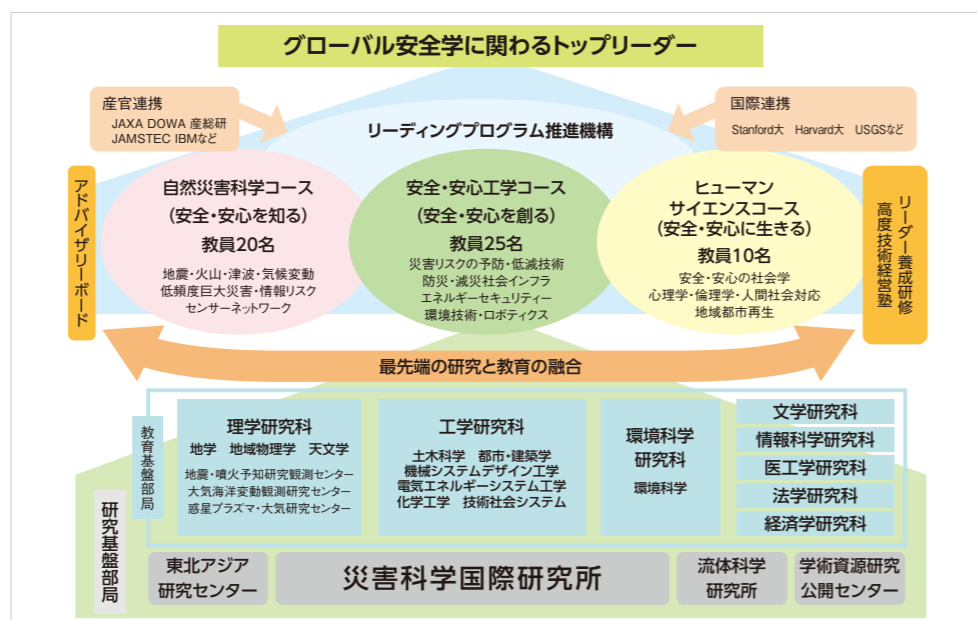 グローバル安全学に関わるトップリーダー
産官連携
JAXA DOWA 産総研
JAMSTEC IBMなど
国際連携
Stanford大 Harvard大 USGSなど
リーディングプログラム推進機構
アドバイザリーボード
自然災害科学コース
(安全・安心を知る)
教員20名
地震・火山・津波・気候変動
低頻度巨大災害・情報リスク
センサーネットワーク
安全・安心工学コース
(安全・安心を創る)
教員25名
災害リスクの予防・低減技術
防災・減災社会インフラ
エネルギーセキュリティー
環境技術・ロボティクス
ヒューマン
サイエンスコース
(安全・安心に生きる)
教員10名
安全・安心の社会学
心理学・倫理学・人間社会対応
地域都市再生
リーダー養成研修
高度技術経営塾
最先端の研究と教育の融合
教育基盤部局
理学研究科
地学 地域物理学 天文学
地震・噴火予知研究観測センター
大気海洋変動観測研究センター
惑星プラズマ・大気研究センター
工学研究科
土木科学 都市・建築学
機械システムデザイン工学
電気エネルギーシステム工学
化学工学 技術社会システム
環境科学
研究科
環境科学
文学研究科
情報科学研究科
医工学研究科
法学研究科
経済学研究科
研究基盤部局
東北アジア
研究センター
災害科学国際研究所
流体科学
研究所
学術資源研究
公開センター